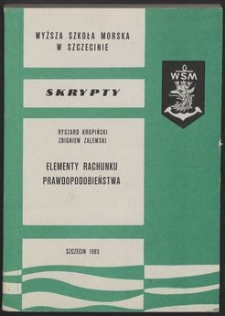 WYŻSZA SZKOŁA MORSKA
W SZCZECINIE
WSM
SKRYPTY
RYSZARD KRUPIŃSKI
ZBIGNIEW ZALEWSKI
ELEMENTY RACHUNKU
PRAWDOPODOBIEŃSTWA
SZCZECIN 1983